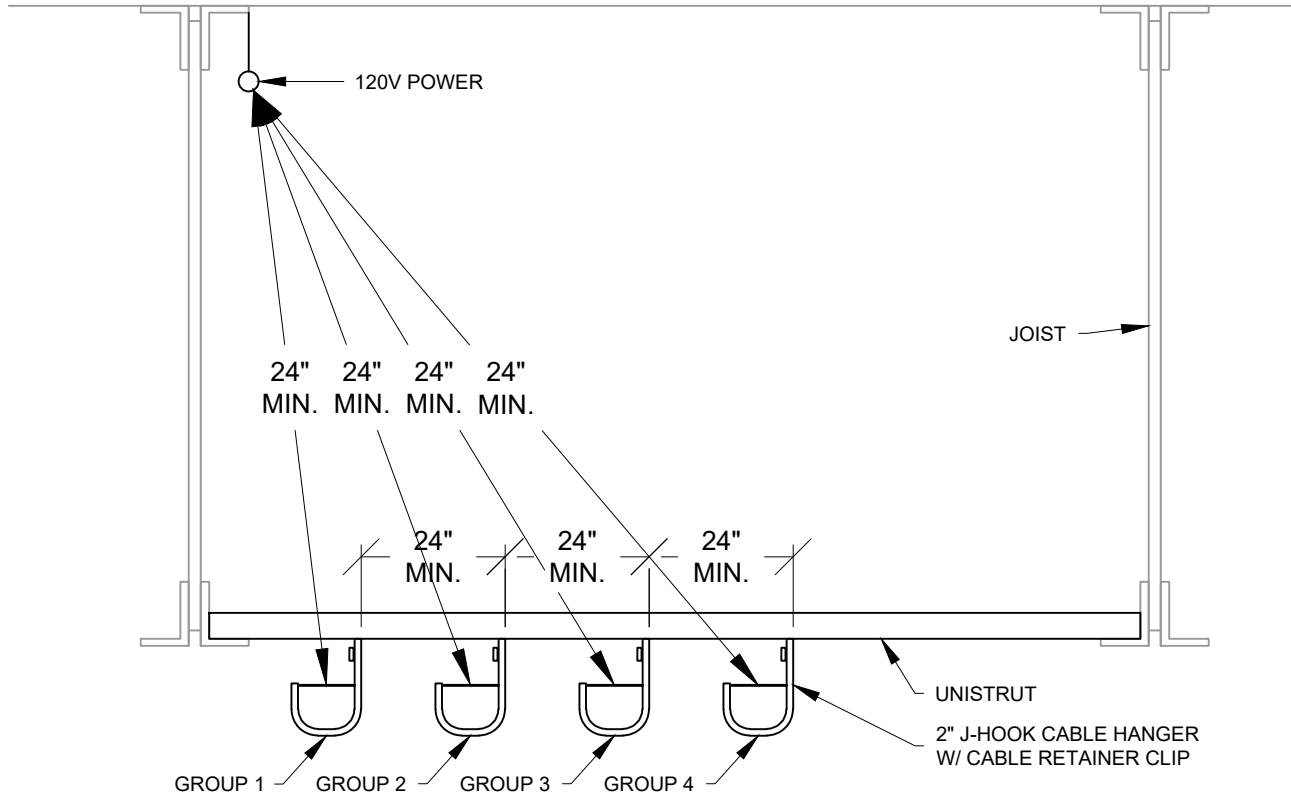 120V POWER
JOIST
24"
MIN.
24"
MIN.
24"
MIN.
24"
MIN.
24"
MIN.
24"
MIN.
24"
MIN.
UNISTRUT
2" J-HOOK CABLE HANGER
W/ CABLE RETAINER CLIP
GROUP 1
GROUP 2
GROUP 3
GROUP 4